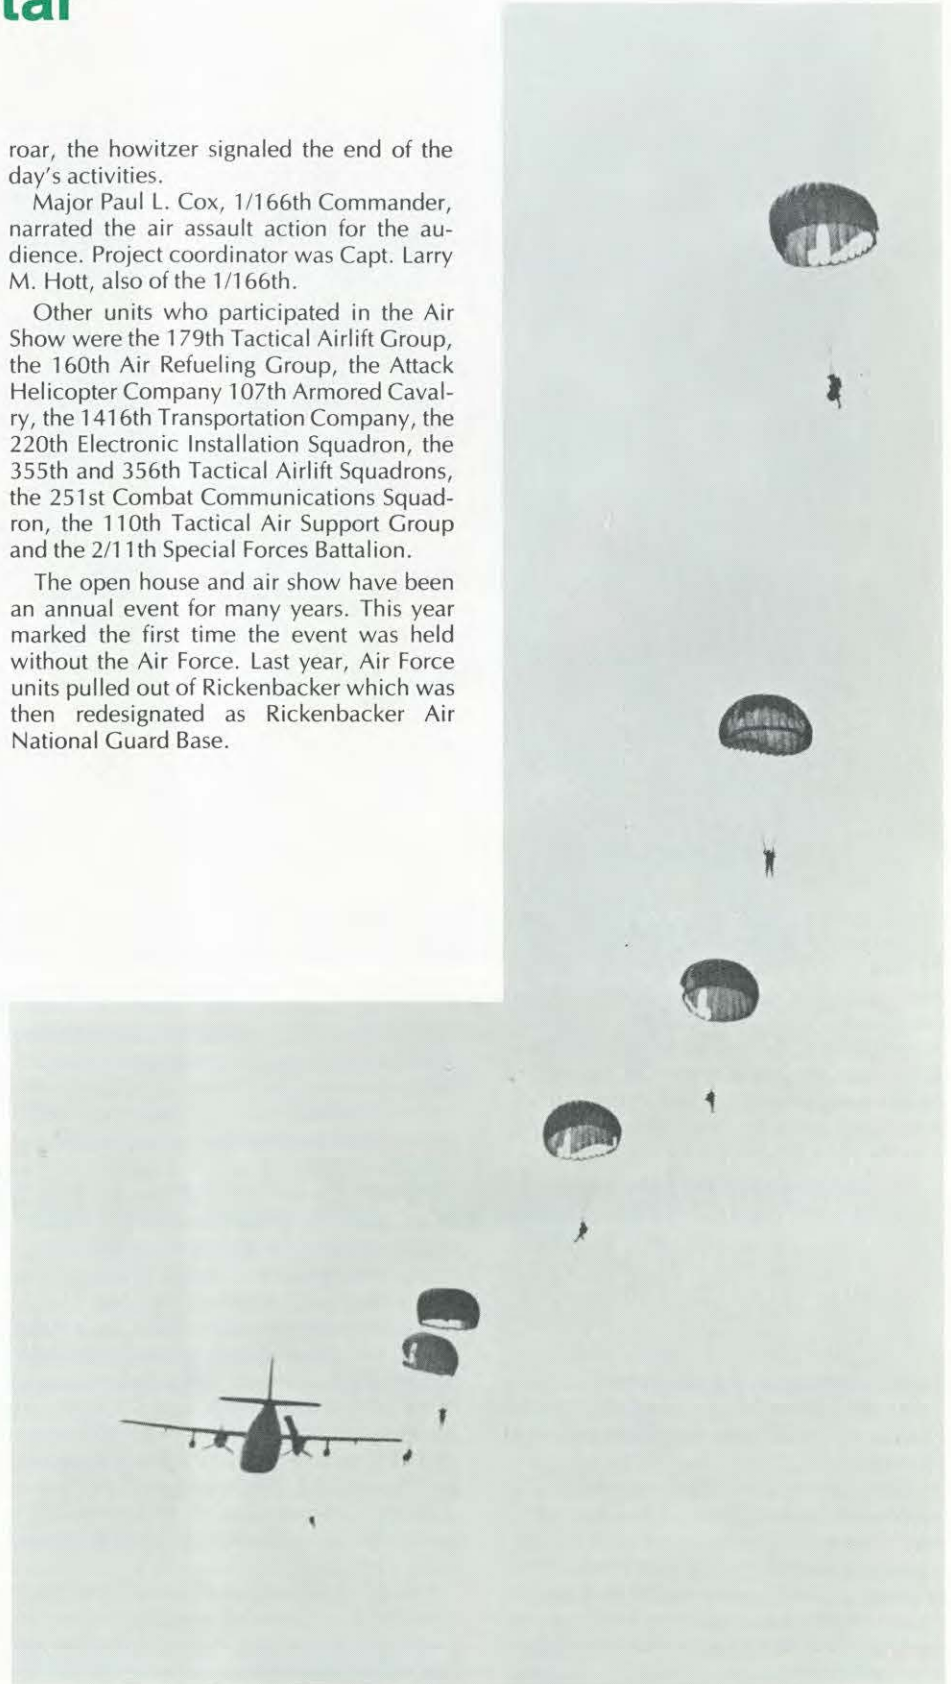 tal
roar, the howitzer signaled the end of the
day's activities.
Major Paul L. Cox, 1/166th Commander,
narrated the air assault action for the au-
dience. Project coordinator was Capt. Larry
M. Hott, also of the 1/166th.
Other units who participated in the Air
Show were the 179th Tactical Airlift Group,
the 160th Air Refueling Group, the Attack
Helicopter Company 107th Armored Caval-
ry, the 1416th Transportation Company, the
220th Electronic Installation Squadron, the
355th and 356th Tactical Airlift Squadrons,
the 251st Combat Communications Squad-
ron, the 110th Tactical Air Support Group
and the 2/11th Special Forces Battalion.
The open house and air show have been
an annual event for many years. This year
marked the first time the event was held
without the Air Force. Last year, Air Force
units pulled out of Rickenbacker which was
then redesignated as Rickenbacker Air
National Guard Base.